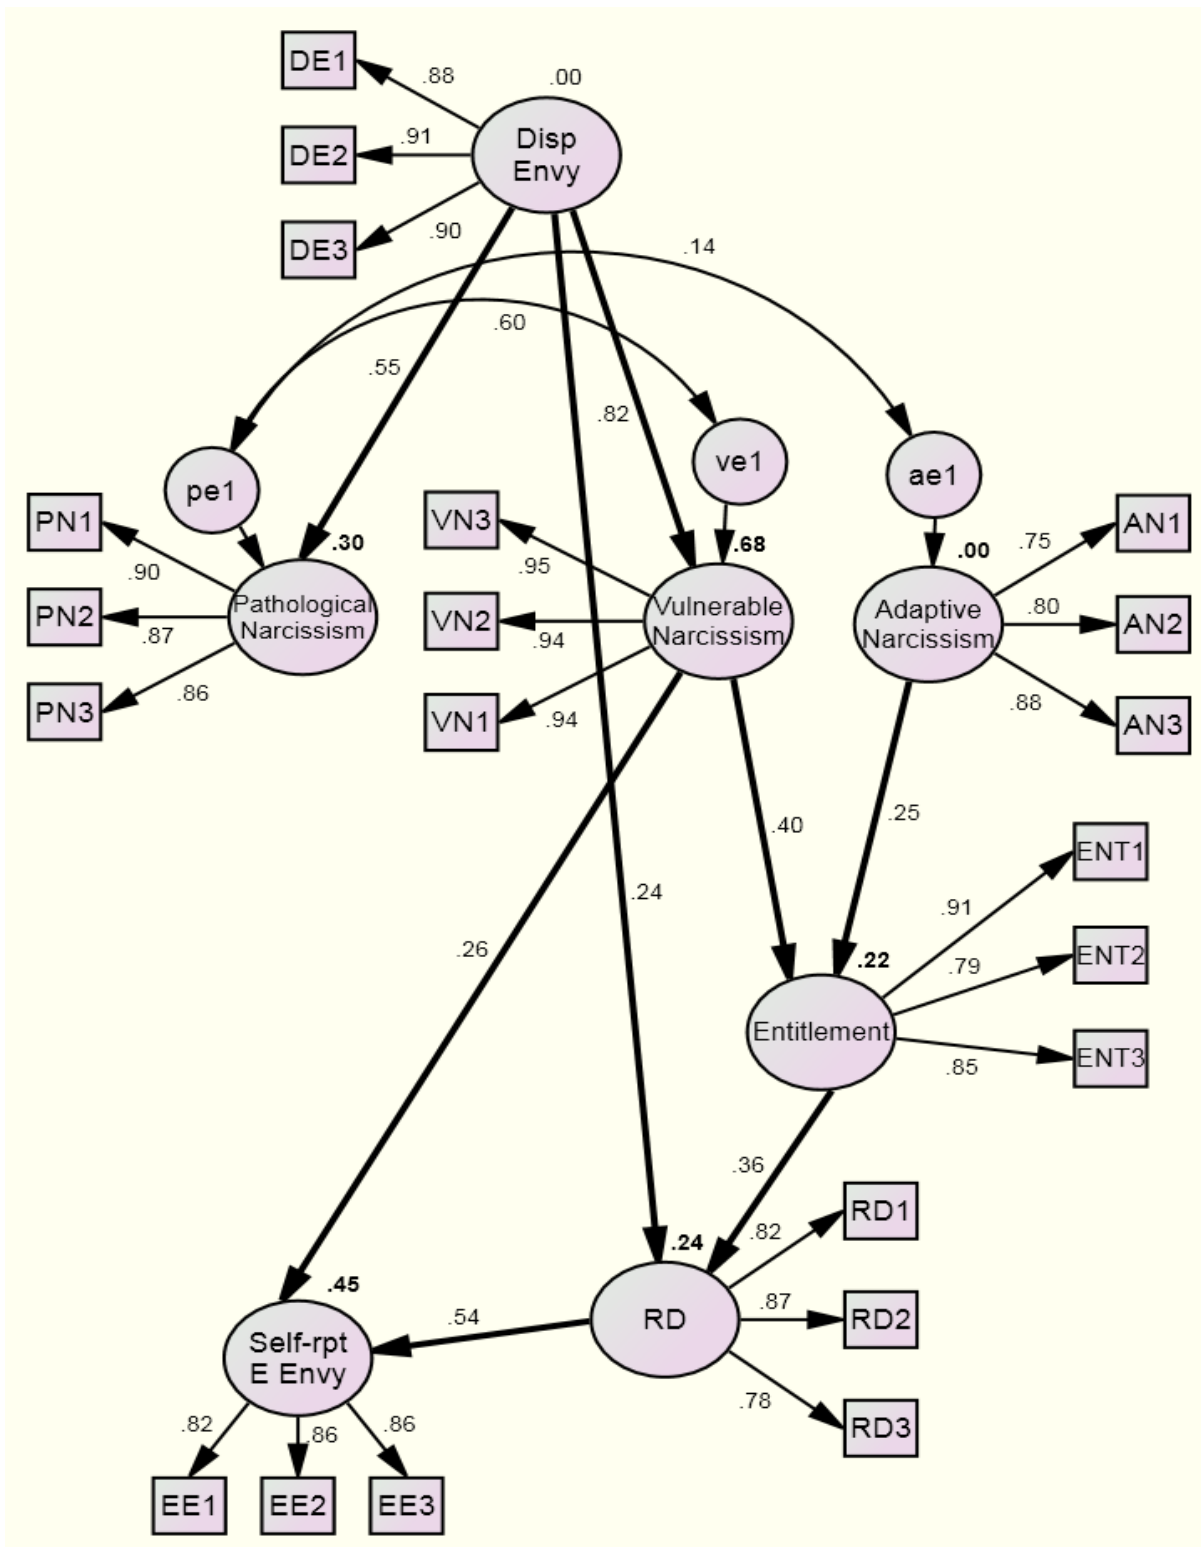 DE1
.88
.00
DE2
.91
Disp
Envy
DE3
.90
.14
.60
.55
.82
pe1
ve1
ae1
PN1
.90
.30
VN3
.95
.68
.00
.75
AN1
PN2
.87
Pathological
Narcissism
VN2
.94
Vulnerable
Narcissism
Adaptive
Narcissism
.80
AN2
PN3
.86
VN1
.94
.88
AN3
.40
.25
ENT1
.91
.24
.26
.22
.79
ENT2
Entitlement
.85
ENT3
.36
RD1
.82
.24
.45
.54
RD
.87
RD2
Self-rpt
E Envy
.78
RD3
.82
.86
.86
EE1
EE2
EE3